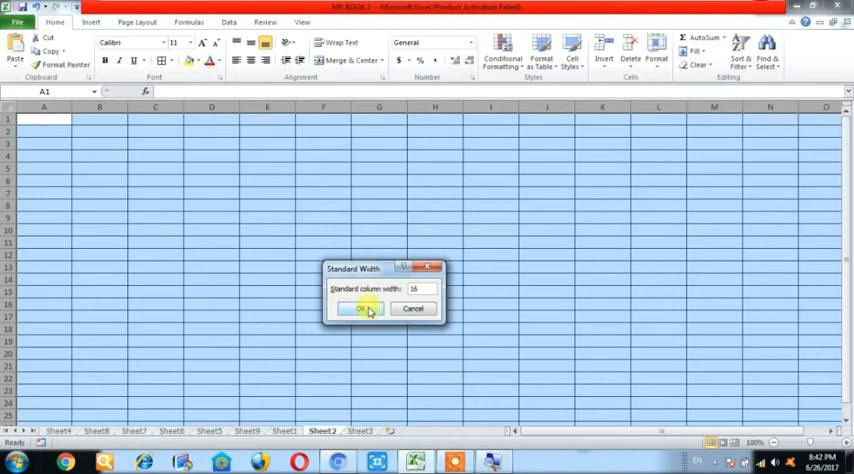 MY BOOK 2 - Microsoft Excel (Product Activation Failed)
File Home Insert Page Layout Formulas Data Review View
Paste Cut Copy Format Painter
Calibri 11 Wrap Text General
B I U Merge & Center $ % ,
Conditional Formatting Format as Table Cell Styles
Insert Delete Format
Σ AutoSum Fill Clear
Sort & Filter Find & Select
Clipboard Font Alignment Number Styles Cells Editing
A1 fx
A B C D E F G H I J K L M N O
1
2
3
4
5
6
7
8
9
10
11
12
13
14
15
16
17
18
19
20
21
22
23
24
25
Standard Width
Standard column width: 16
OK Cancel
Sheet4 Sheet8 Sheet7 Sheet6 Sheet5 Sheet9 Sheet1 Sheet2 Sheet3
Ready 100%
EN 8:42 PM
6/26/2017